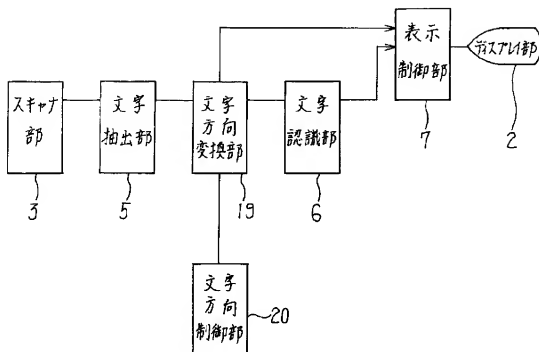 表示
制御部
7
ディスプレイ部
2
スキャナ
部
3
文字
抽出部
5
文字
方向
変換部
19
文字
認識部
6
文字
方向
制御部
20